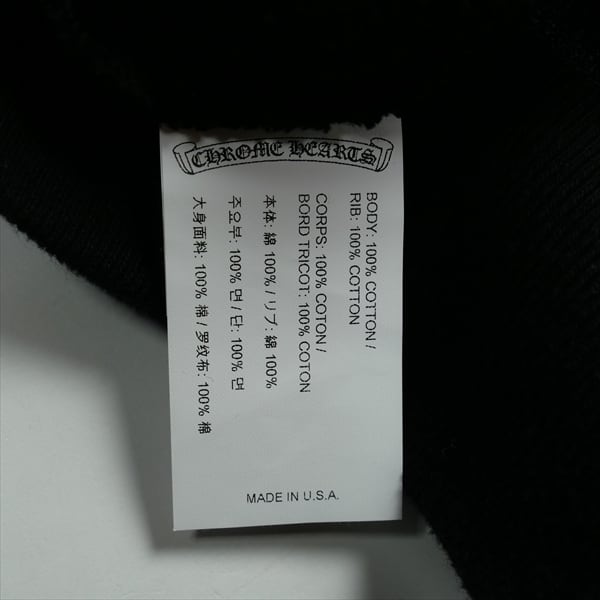 CHROME HEARTS
BODY: 100% COTTON /
RIB: 100% COTTON
CORPS: 100% COTON /
BORD TRICOT: 100% COTON
本体: 綿 100% / リブ: 綿 100%
주요부: 100% 면 / 단: 100% 면
大身面料: 100% 棉 / 罗纹布: 100% 棉
MADE IN U.S.A.